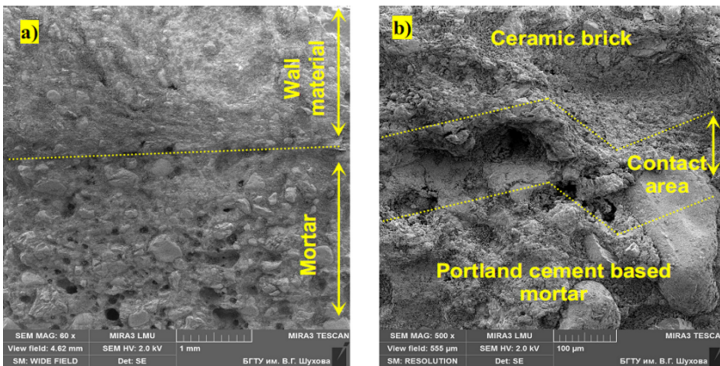 a)
Wall
material
Mortar
SEM MAG: 60 x
MIRA3 LMU
MIRA3 TESCAN
View field: 4.62 mm
SEM HV: 2.0 kV
1 mm
SM: WIDE FIELD
Det: SE
БГТУ им. В.Г. Шухова
b)
Ceramic brick
Contact
area
Portland cement based
mortar
SEM MAG: 500 x
MIRA3 LMU
MIRA3 TESCAN
View field: 555 µm
SEM HV: 2.0 kV
100 µm
SM: RESOLUTION
Det: SE
БГТУ им. В.Г. Шухова